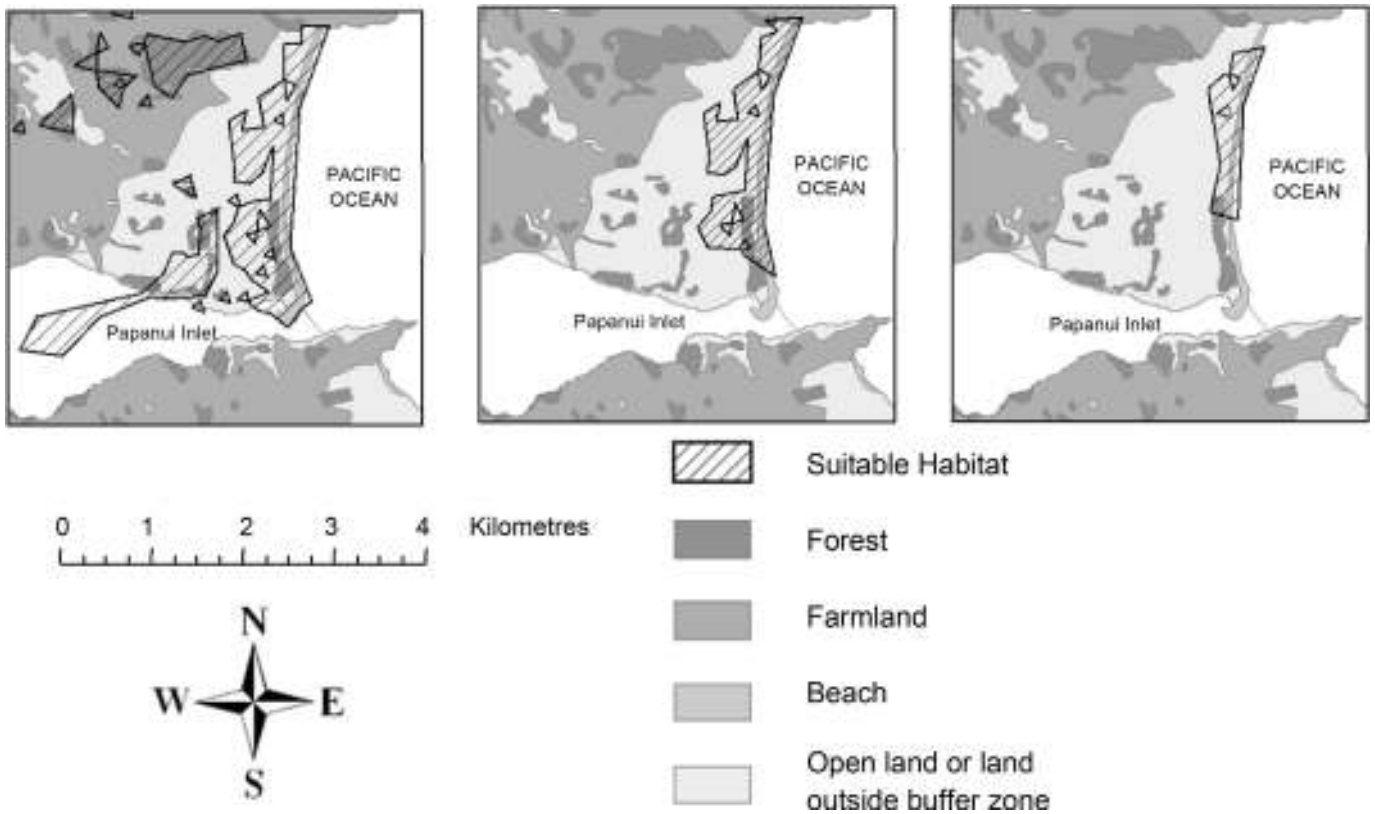 PACIFIC
OCEAN
Papanui Inlet
PACIFIC
OCEAN
Papanui Inlet
PACIFIC
OCEAN
Papanui Inlet
0 1 2 3 4 Kilometres
N
W E
S
Suitable Habitat
Forest
Farmland
Beach
Open land or land
outside buffer zone